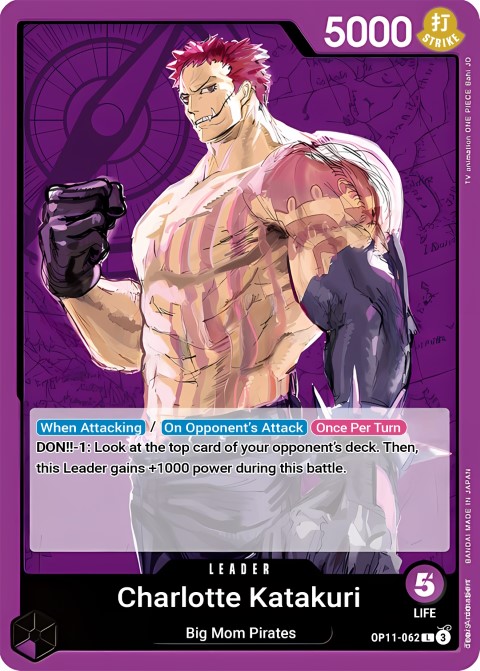 5000
打
STRIKE
TV animation ONE PIECE Bani JO
When Attacking / On Opponent's Attack Once Per Turn
DON!!-1: Look at the top card of your opponent's deck. Then,
this Leader gains +1000 power during this battle.
LEADER
Charlotte Katakuri
Big Mom Pirates
5
LIFE
OP11-062 L 3
BANDAI MADE IN JAPAN